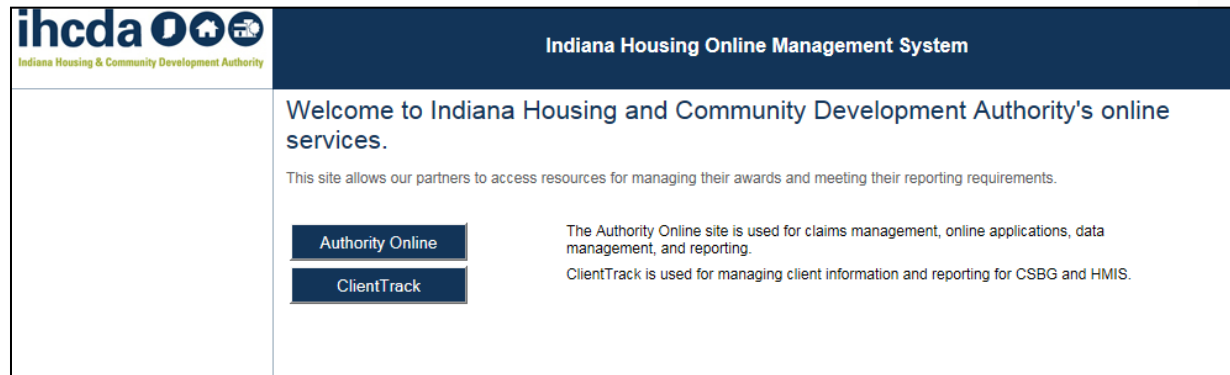 ihcda
Indiana Housing & Community Development Authority
Indiana Housing Online Management System
Welcome to Indiana Housing and Community Development Authority's online
services.
This site allows our partners to access resources for managing their awards and meeting their reporting requirements.
Authority Online
The Authority Online site is used for claims management, online applications, data
management, and reporting.
ClientTrack
ClientTrack is used for managing client information and reporting for CSBG and HMIS.